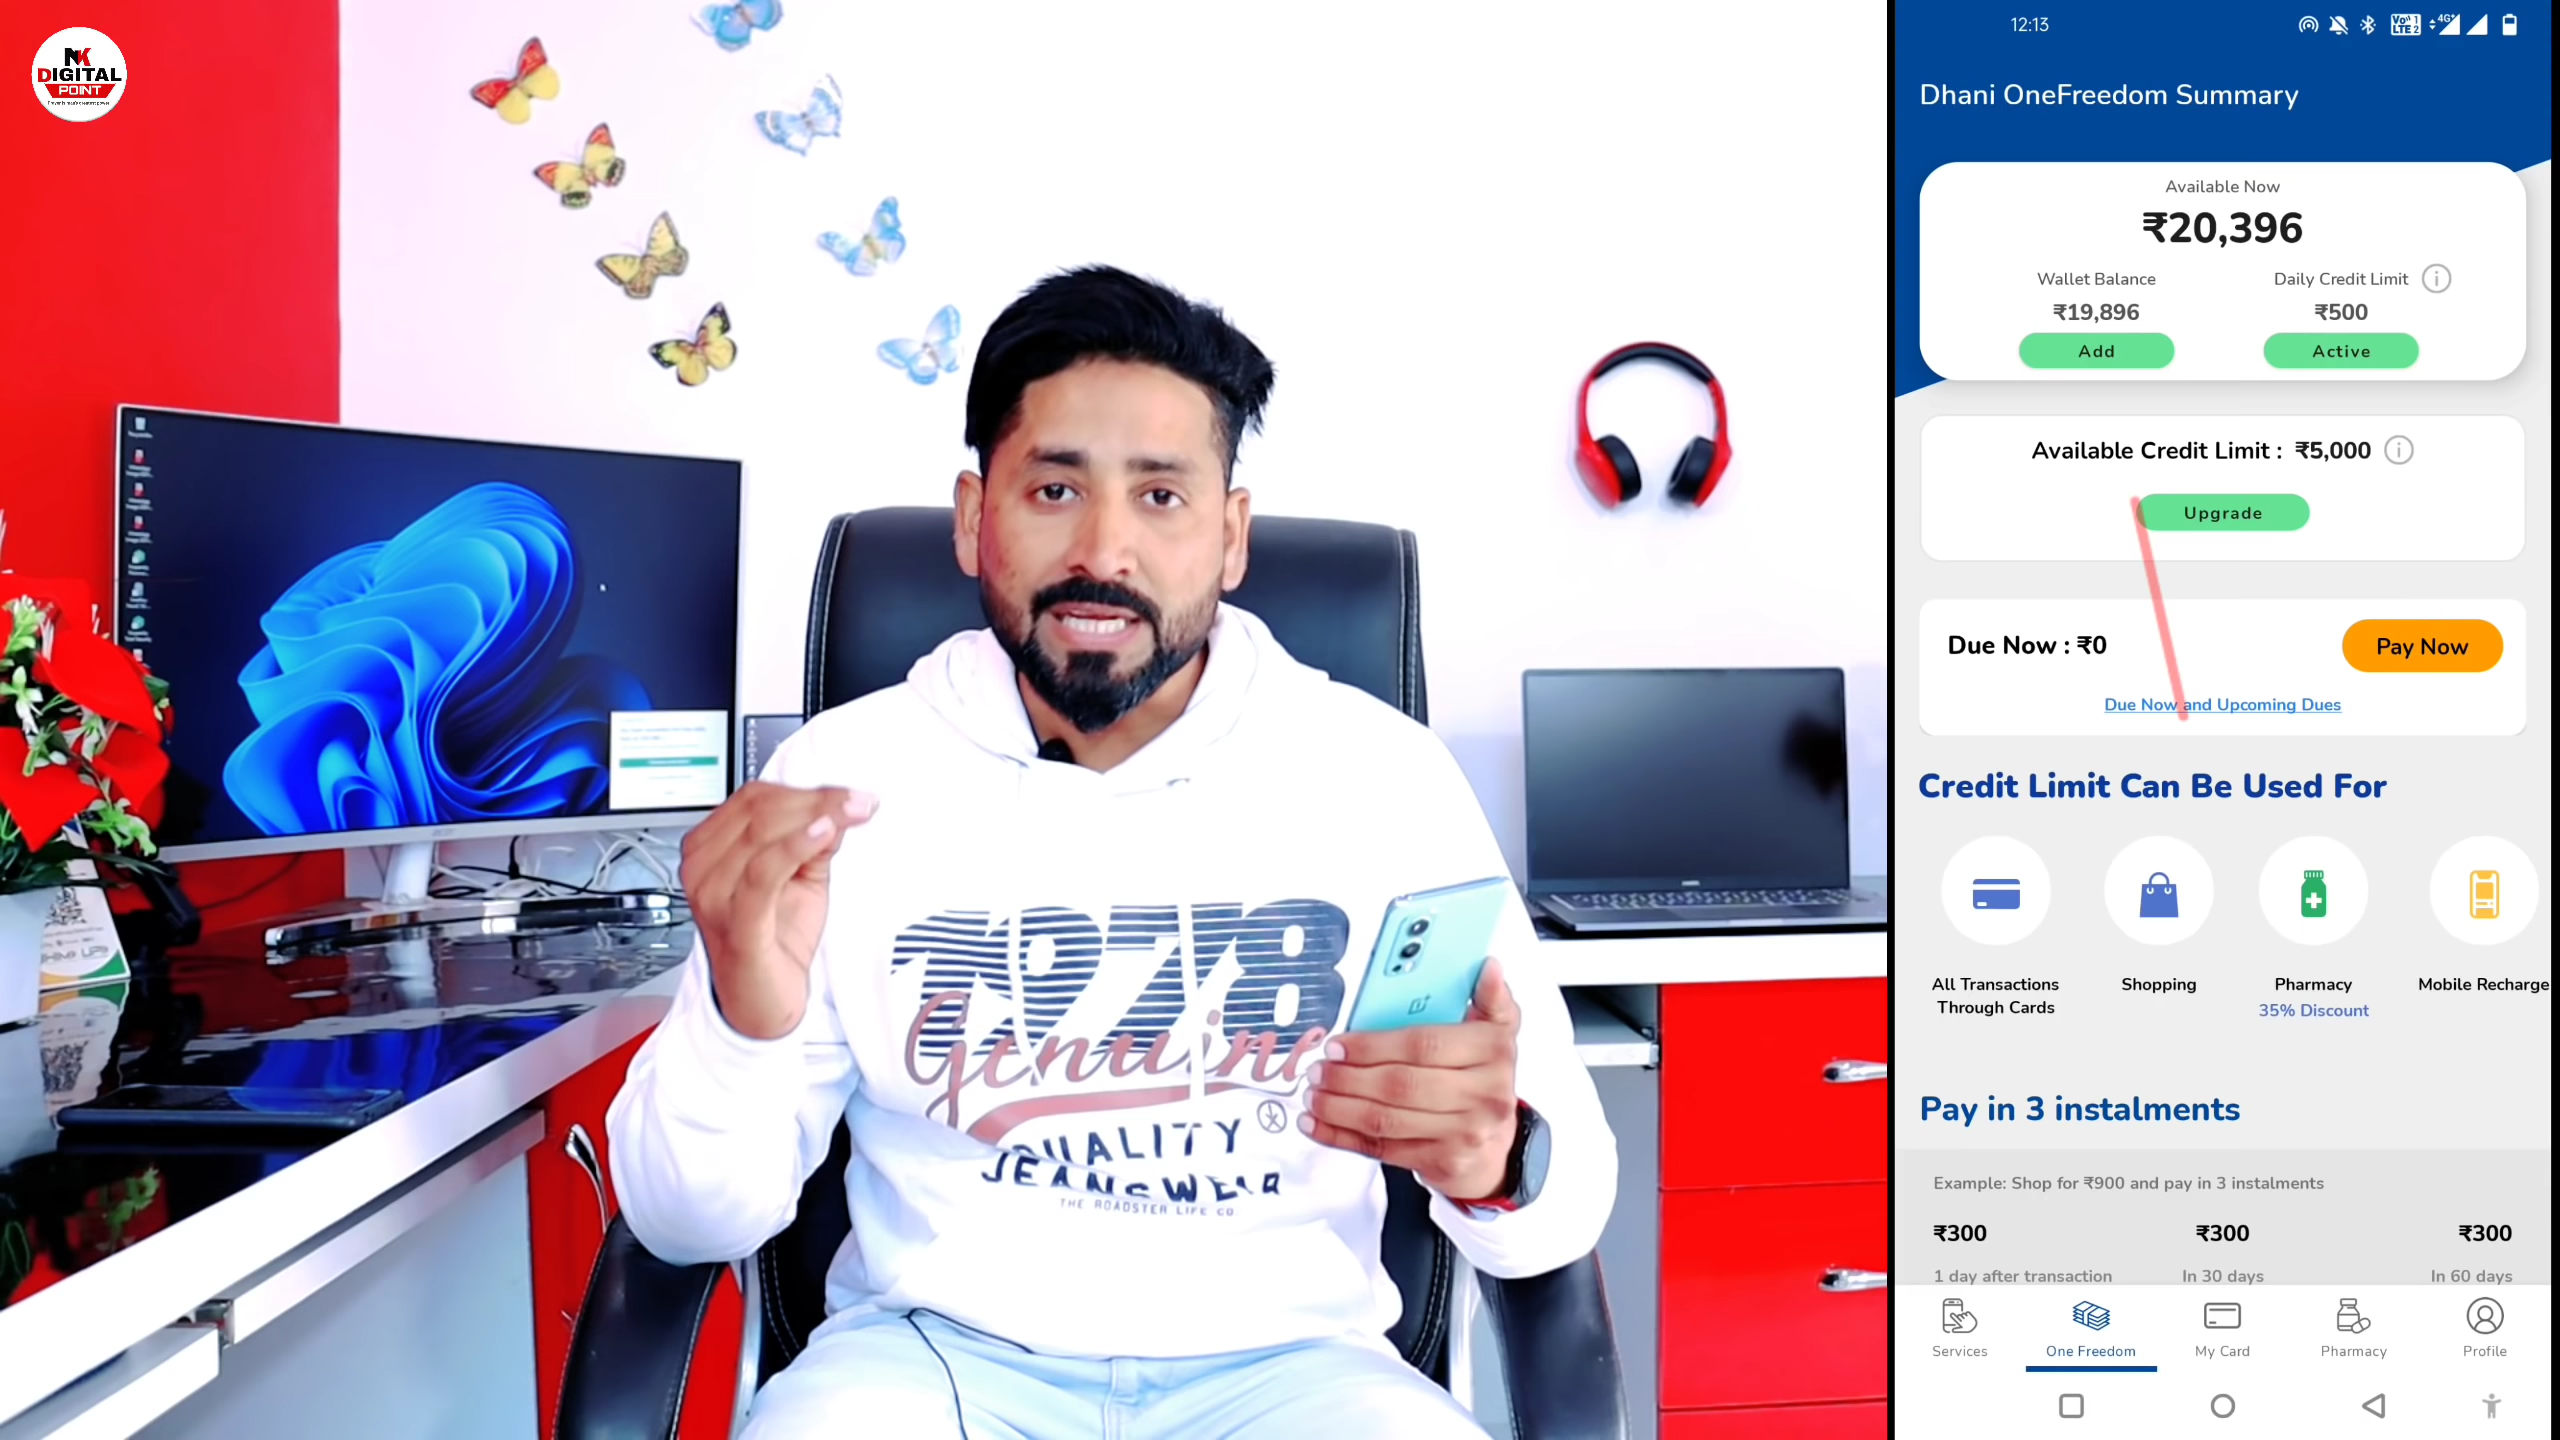 NK
DIGITAL
POINT
1978
Genuine
QUALITY
JEANSWEAR
THE ROADSTER LIFE CO.
12:13
Dhani OneFreedom Summary
Available Now
₹20,396
Wallet Balance
Daily Credit Limit
₹19,896
₹500
Add
Active
Available Credit Limit : ₹5,000
Upgrade
Due Now : ₹0
Pay Now
Due Now and Upcoming Dues
Credit Limit Can Be Used For
All Transactions
Through Cards
Shopping
Pharmacy
35% Discount
Mobile Recharge
Pay in 3 instalments
Example: Shop for ₹900 and pay in 3 instalments
₹300
₹300
₹300
1 day after transaction
In 30 days
In 60 days
Services
One Freedom
My Card
Pharmacy
Profile